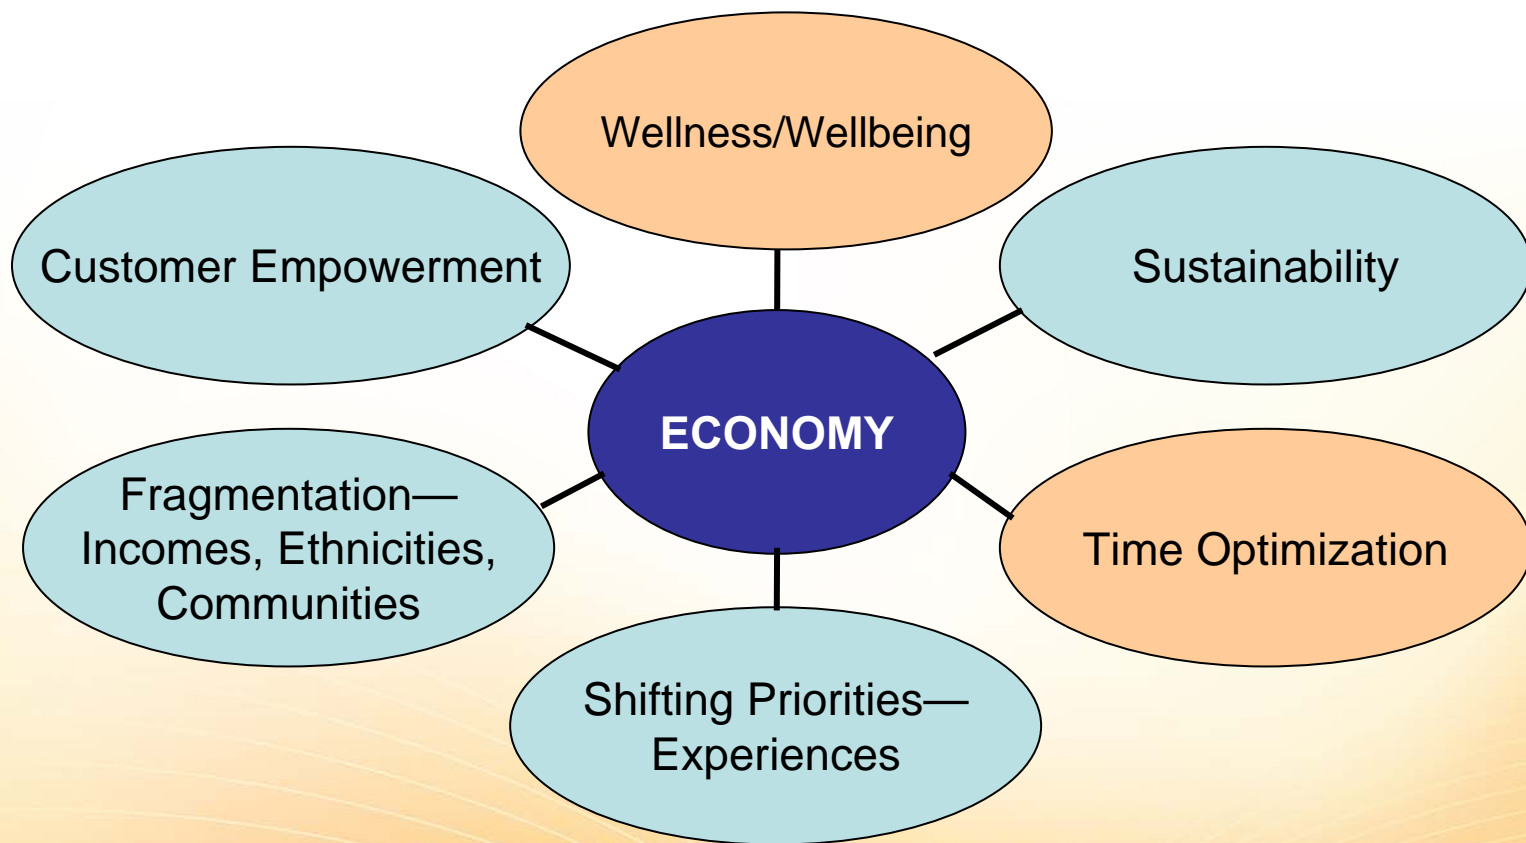 Wellness/Wellbeing
Customer Empowerment
Sustainability
ECONOMY
Fragmentation—
Incomes, Ethnicities,
Communities
Time Optimization
Shifting Priorities—
Experiences